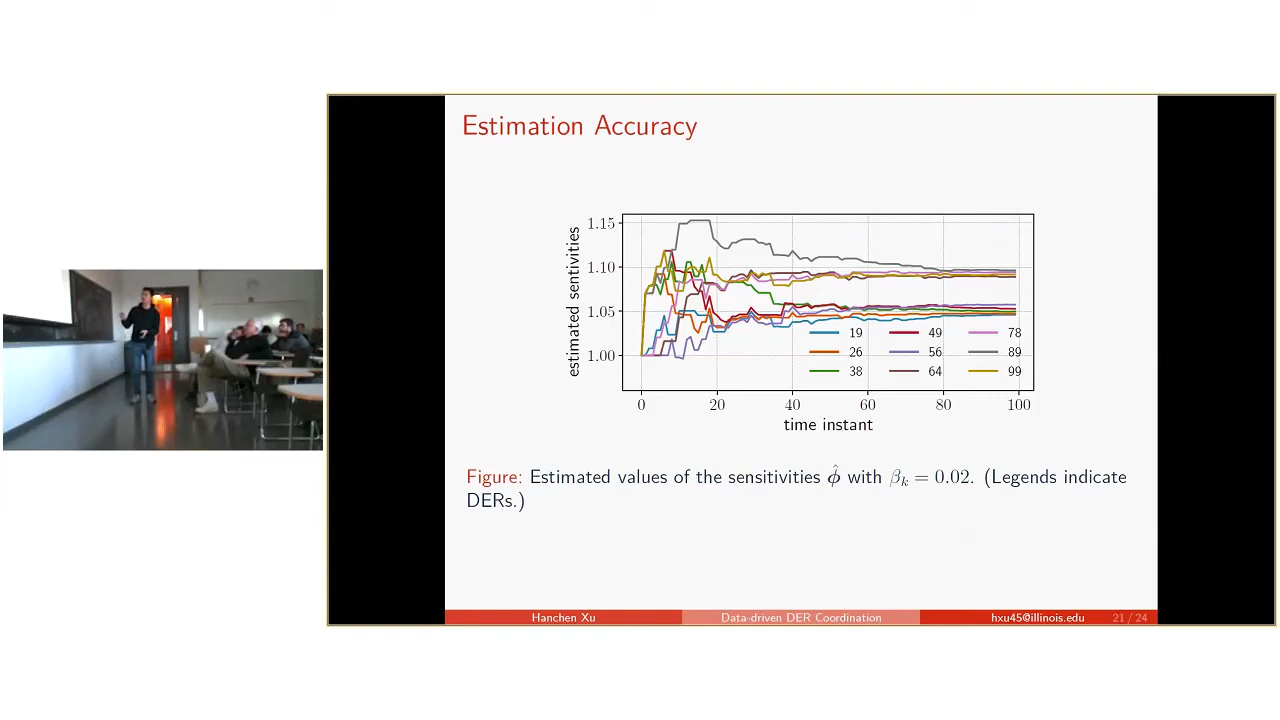 Estimation Accuracy
estimated sentivities
1.15
1.10
1.05
1.00
19 49 78
26 56 89
38 64 99
0 20 40 60 80 100
time instant
Figure: Estimated values of the sensitivities ϕ̂ with βₖ = 0.02. (Legends indicate
DERs.)
Hanchen Xu Data-driven DER Coordination hxu45@illinois.edu 21 / 24